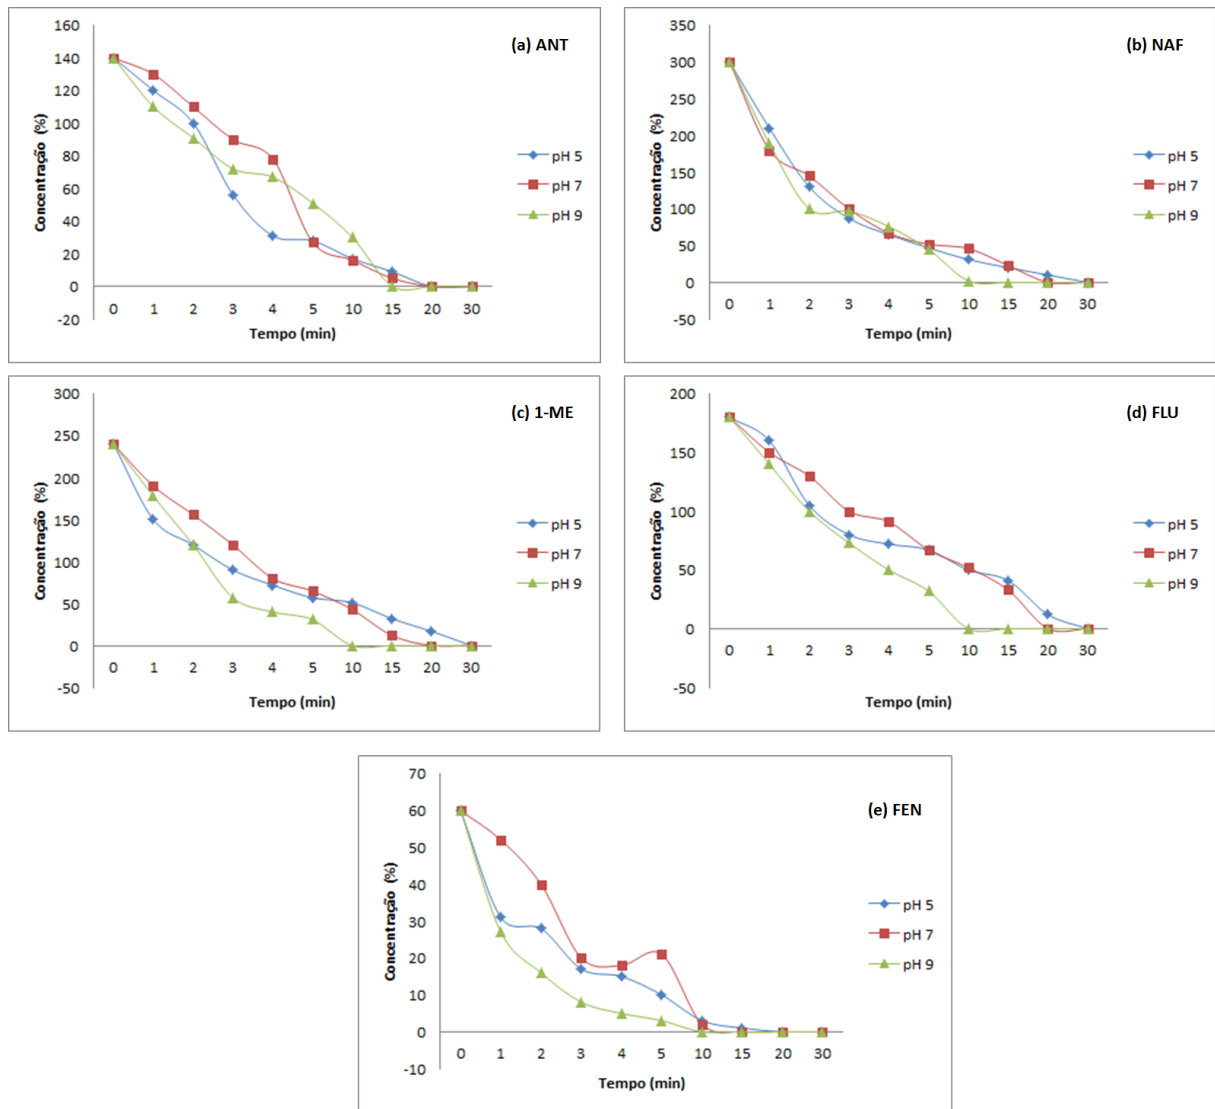 (a) ANT
Concentração (%)
160
140
120
100
80
60
40
20
0
-20
0 1 2 3 4 5 10 15 20 30
Tempo (min)
pH 5
pH 7
pH 9
(b) NAF
Concentração (%)
350
300
250
200
150
100
50
0
-50
0 1 2 3 4 5 10 15 20 30
Tempo (min)
pH 5
pH 7
pH 9
(c) 1-ME
Concentração (%)
300
250
200
150
100
50
0
-50
0 1 2 3 4 5 10 15 20 30
Tempo (min)
pH 5
pH 7
pH 9
(d) FLU
Concentração (%)
200
150
100
50
0
-50
0 1 2 3 4 5 10 15 20 30
Tempo (min)
pH 5
pH 7
pH 9
(e) FEN
Concentração (%)
70
60
50
40
30
20
10
0
-10
0 1 2 3 4 5 10 15 20 30
Tempo (min)
pH 5
pH 7
pH 9